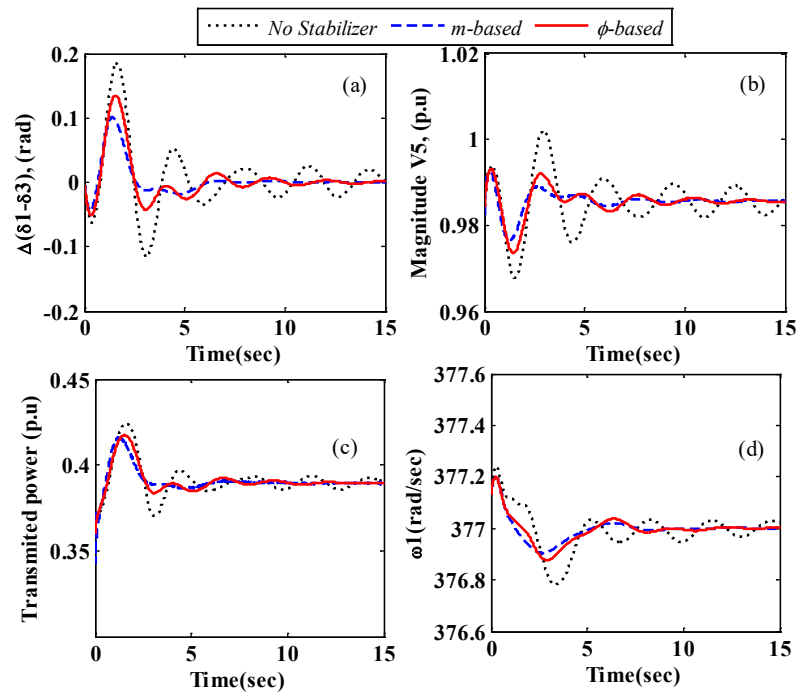 No Stabilizer m-based ϕ-based
(a)
Δ(δ1-δ3), (rad)
0.2
0.1
0
-0.1
-0.2
0 5 10 15
Time(sec)
(b)
Magnitude V5, (p.u)
1.02
1
0.98
0.96
0 5 10 15
Time(sec)
(c)
Transmited power (p.u)
0.45
0.4
0.35
0 5 10 15
Time(sec)
(d)
ω1(rad/sec)
377.6
377.4
377.2
377
376.8
376.6
0 5 10 15
Time(sec)